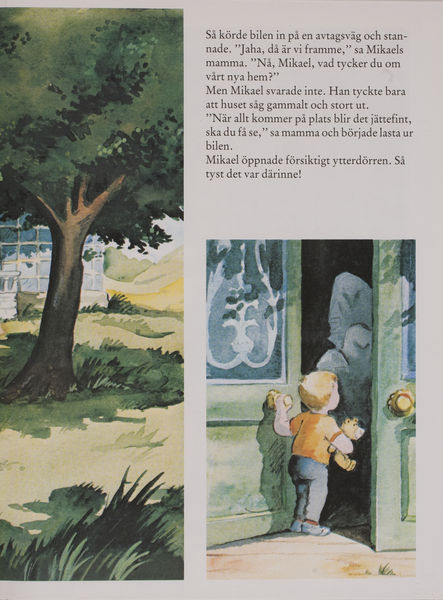 Så körde bilen in på en avtagsväg och stan-
nade. ”Jaha, då är vi framme,” sa Mikaels
mamma. ”Nå, Mikael, vad tycker du om
vårt nya hem?”
Men Mikael svarade inte. Han tyckte bara
att huset såg gammalt och stort ut.
”När allt kommer på plats blir det jättefint,
ska du få se,” sa mamma och började lasta ur
bilen.
Mikael öppnade försiktigt ytterdörren. Så
tyst det var därinne!